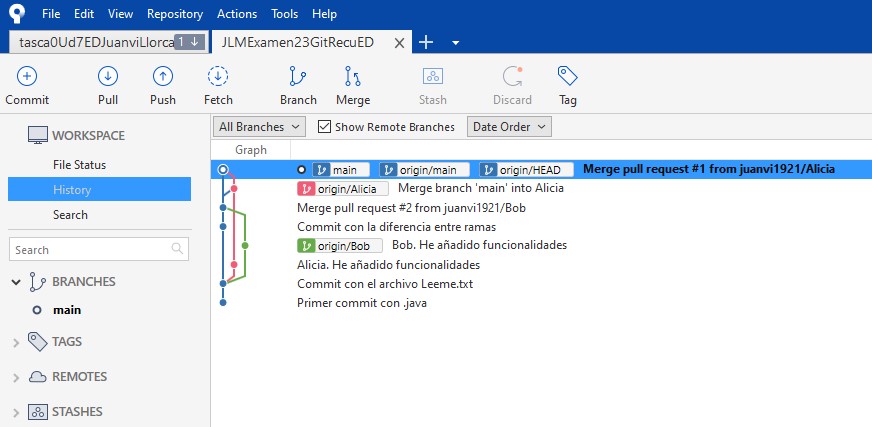 File Edit View Repository Actions Tools Help
tasca0Ud7EDJuanviLlorca 1 JLMExamen23GitRecuED
Commit Pull Push Fetch Branch Merge Stash Discard Tag
WORKSPACE
File Status
History
Search
Search
BRANCHES
main
TAGS
REMOTES
STASHES
All Branches Show Remote Branches Date Order
Graph
main origin/main origin/HEAD Merge pull request #1 from juanvi1921/Alicia
origin/Alicia Merge branch 'main' into Alicia
Merge pull request #2 from juanvi1921/Bob
Commit con la diferencia entre ramas
origin/Bob Bob. He añadido funcionalidades
Alicia. He añadido funcionalidades
Commit con el archivo Leeme.txt
Primer commit con .java